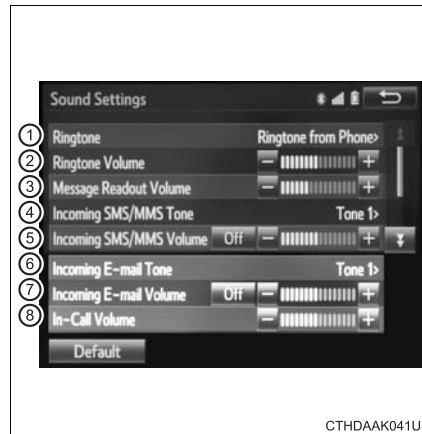 Sound Settings
1 Ringtone Ringtone from Phone>
2 Ringtone Volume − +
3 Message Readout Volume − +
4 Incoming SMS/MMS Tone Tone 1>
5 Incoming SMS/MMS Volume Off − +
6 Incoming E-mail Tone Tone 1>
7 Incoming E-mail Volume Off − +
8 In-Call Volume − +
Default
CTHDAAK041U